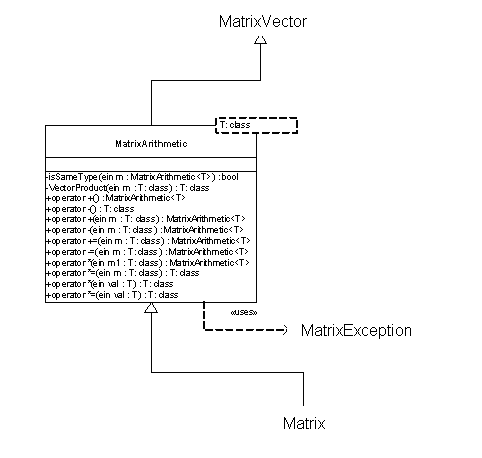 MatrixVector
T: class
MatrixArithmetic
-isSameType(ein m : MatrixArithmetic<T>) : bool
-VectorProduct(ein m : T: class) : T: class
+operator +() : MatrixArithmetic<T>
+operator -() : T: class
+operator +(ein m : T: class) : MatrixArithmetic<T>
+operator -(ein m : T: class) : MatrixArithmetic<T>
+operator +=(ein m : T: class) : MatrixArithmetic<T>
+operator -=(ein m : T: class) : MatrixArithmetic<T>
+operator *(ein m1 : T: class) : MatrixArithmetic<T>
+operator *=(ein m : T: class) : T: class
+operator *(ein val : T) : T: class
+operator *=(ein val : T) : T: class
«uses»
MatrixException
Matrix